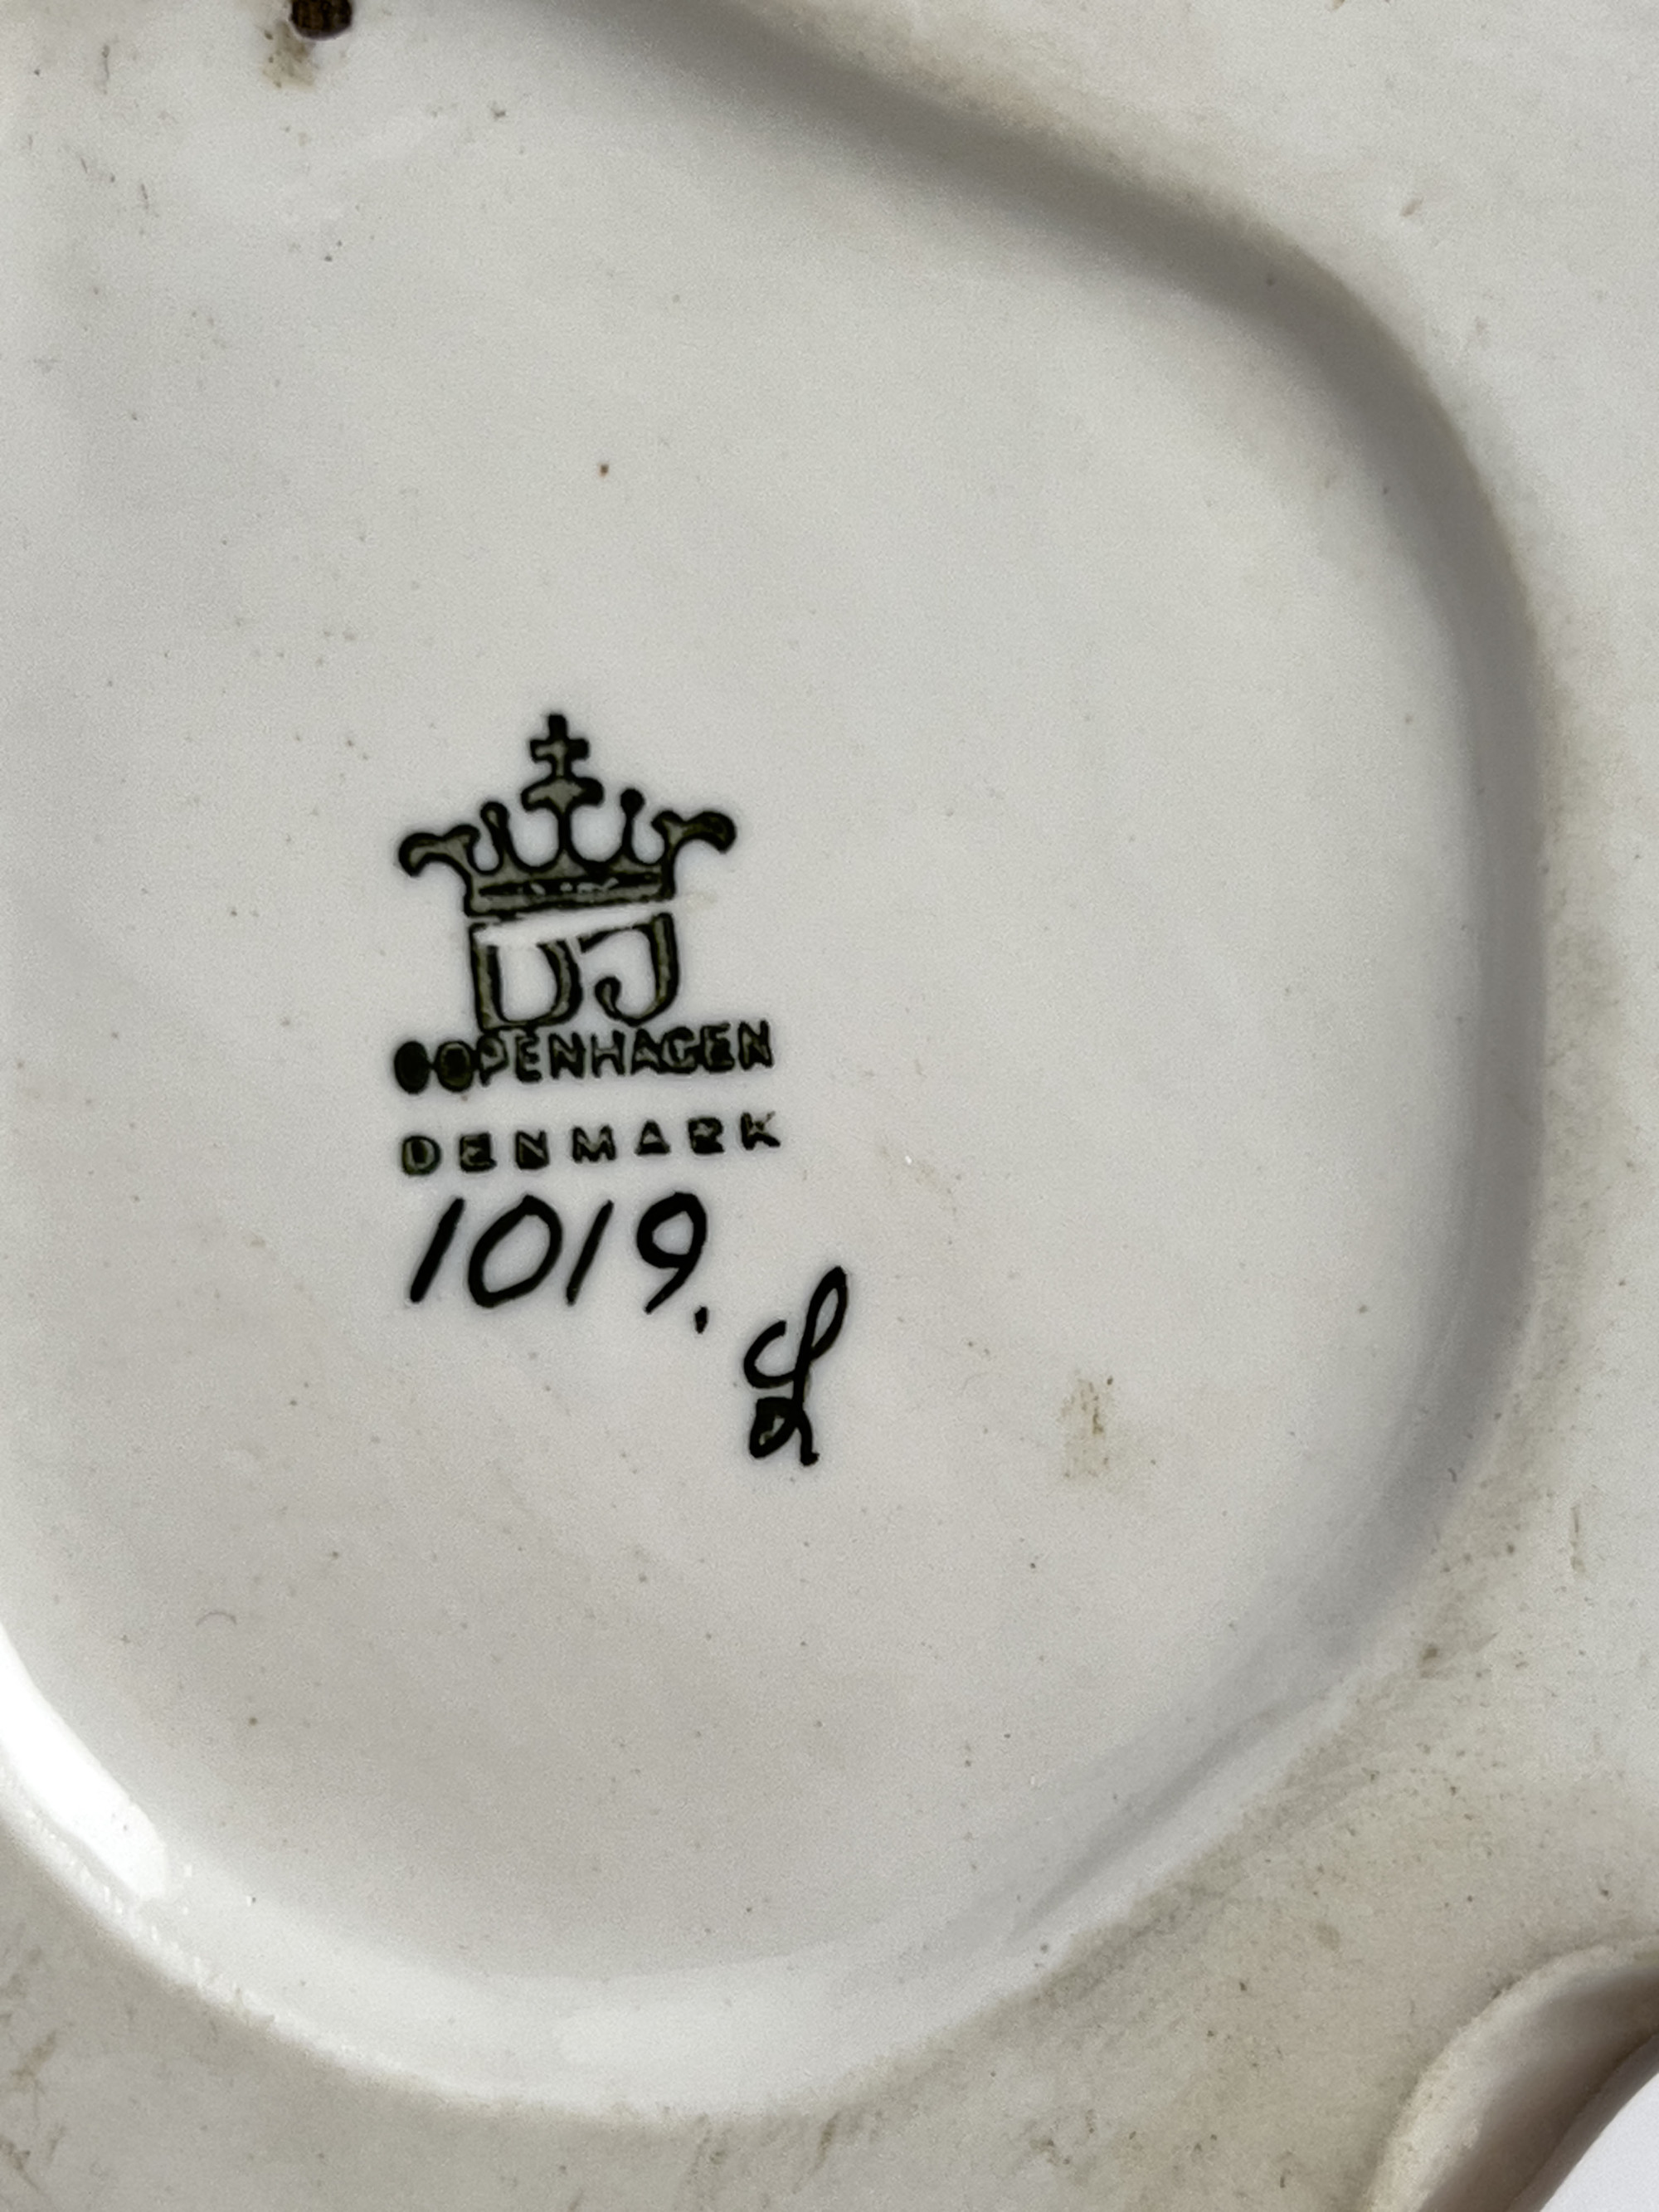 DJ
COPENHAGEN
DENMARK
1019.